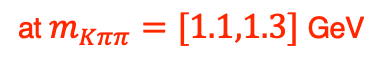 at m_{Kππ} = [1.1,1.3] GeV